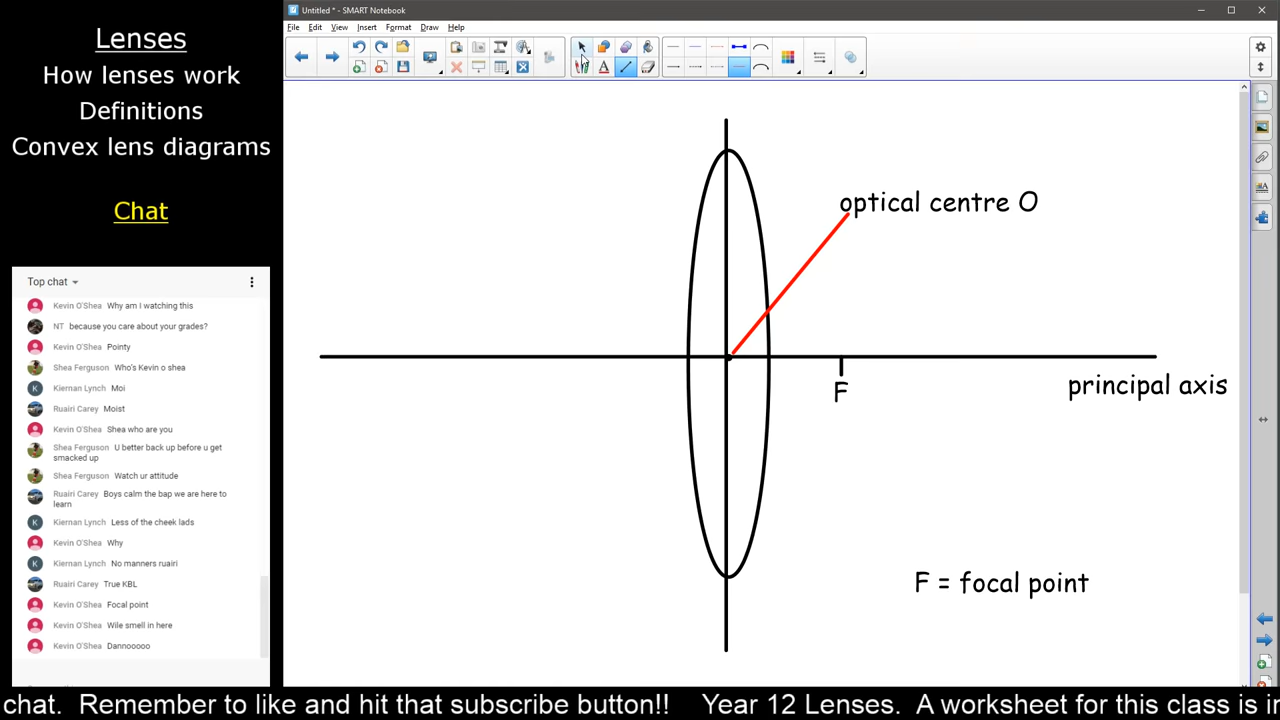 Lenses
How lenses work
Definitions
Convex lens diagrams
Chat
Top chat
Kevin O'Shea Why am I watching this
NT because you care about your grades?
Kevin O'Shea Pointy
Shea Ferguson Who's Kevin o shea
Kiernan Lynch Moi
Ruairi Carey Moist
Kevin O'Shea Shea who are you
Shea Ferguson U better back up before u get
smacked up
Shea Ferguson Watch ur attitude
Ruairi Carey Boys calm the bap we are here to
learn
Kiernan Lynch Less of the cheek lads
Kevin O'Shea Why
Kiernan Lynch No manners ruairi
Ruairi Carey True KBL
Kevin O'Shea Focal point
Kevin O'Shea Wile smell in here
Kevin O'Shea Dannooooo
K
K
K
Untitled * - SMART Notebook
File Edit View Insert Format Draw Help
A
optical centre O
F
principal axis
F = focal point
chat. Remember to like and hit that subscribe button!! Year 12 Lenses. A worksheet for this class is i